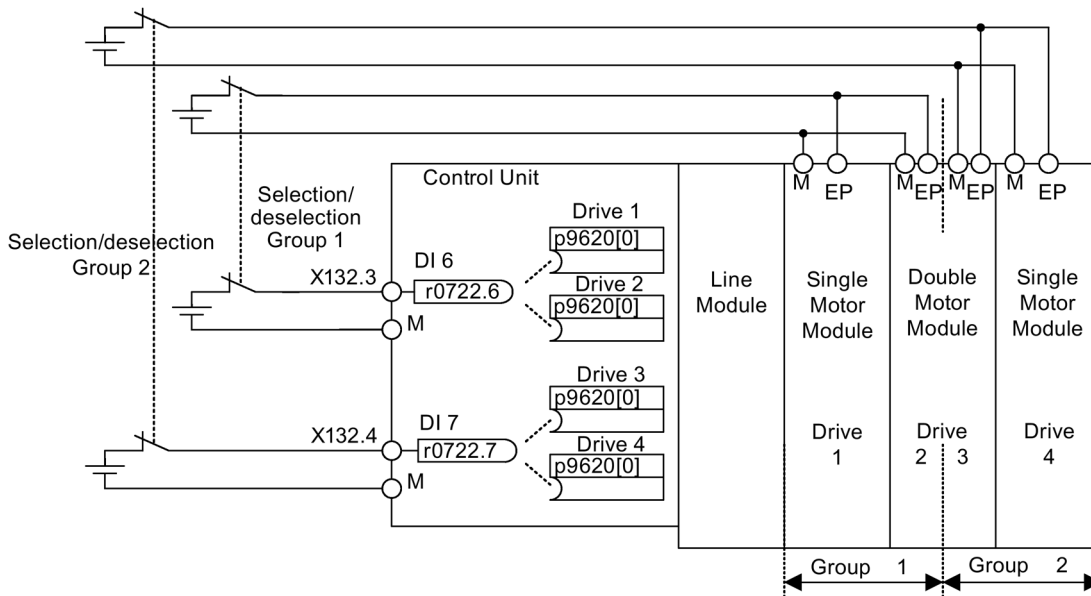 M
EP
M
EP
M
EP
M
EP
Control Unit
Selection/
deselection
Group 1
Selection/deselection
Group 2
Drive 1
p9620[0]
X132.3
DI 6
r0722.6
Drive 2
p9620[0]
M
Line
Module
Single
Motor
Module
Double
Motor
Module
Single
Motor
Module
Drive 3
p9620[0]
X132.4
DI 7
r0722.7
Drive 4
p9620[0]
M
Drive
1
Drive
2 3
Drive
4
Group 1
Group 2